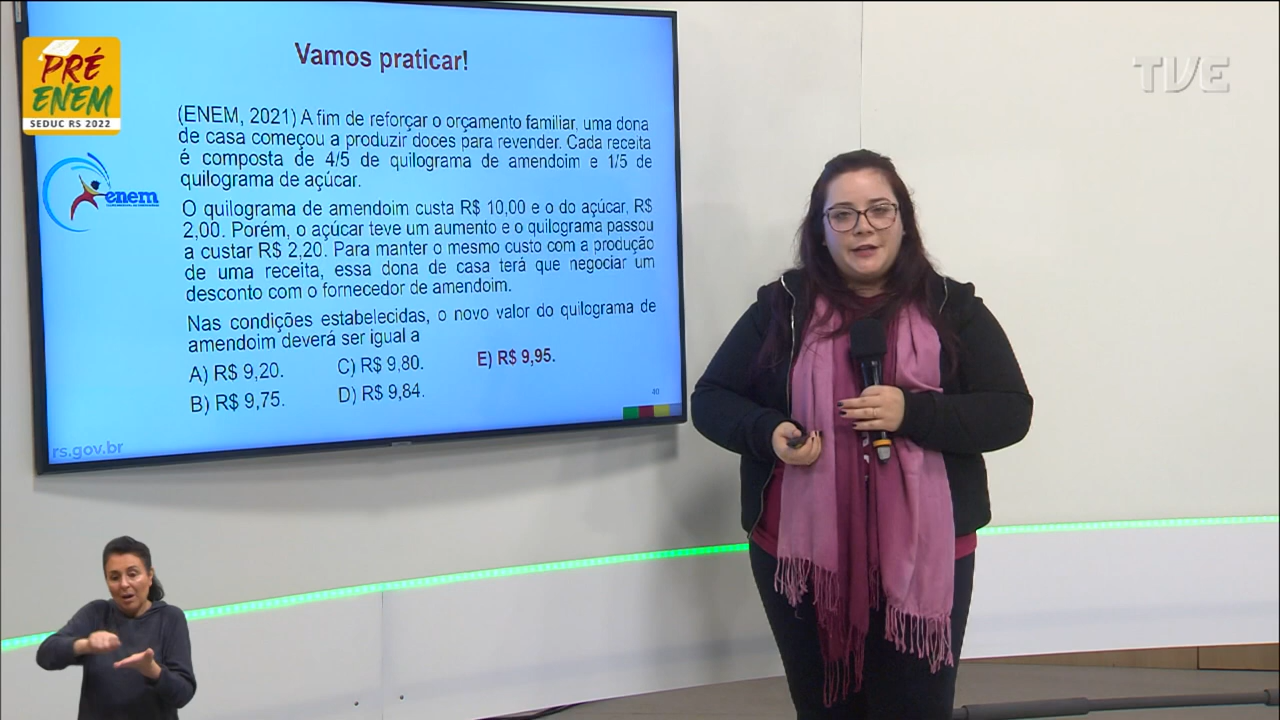 PRÉ
ENEM
SEDUC RS 2022
TVE
Vamos praticar!
(ENEM, 2021) A fim de reforçar o orçamento familiar, uma dona
de casa começou a produzir doces para revender. Cada receita
é composta de 4/5 de quilograma de amendoim e 1/5 de
quilograma de açúcar.
enem
O quilograma de amendoim custa R$ 10,00 e o do açúcar, R$
2,00. Porém, o açúcar teve um aumento e o quilograma passou
a custar R$ 2,20. Para manter o mesmo custo com a produção
de uma receita, essa dona de casa terá que negociar um
desconto com o fornecedor de amendoim.
Nas condições estabelecidas, o novo valor do quilograma de
amendoim deverá ser igual a
A) R$ 9,20. C) R$ 9,80. E) R$ 9,95.
B) R$ 9,75. D) R$ 9,84.
40
rs.gov.br